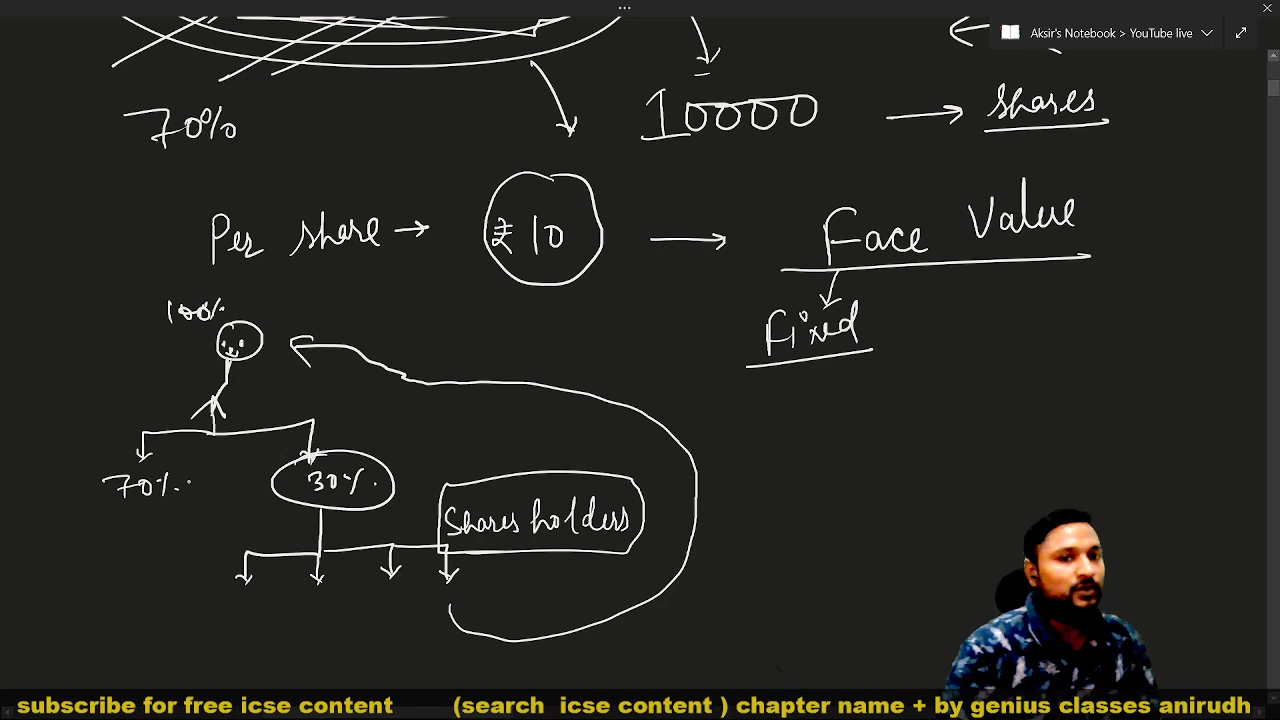 Aksir's Notebook > YouTube live
70%
10000 → shares
Per share → ₹ 10 → Face Value
Fixed
100%
70%.
30%.
Shares holders
subscribe for free icse content (search icse content ) chapter name + by genius classes anirudh